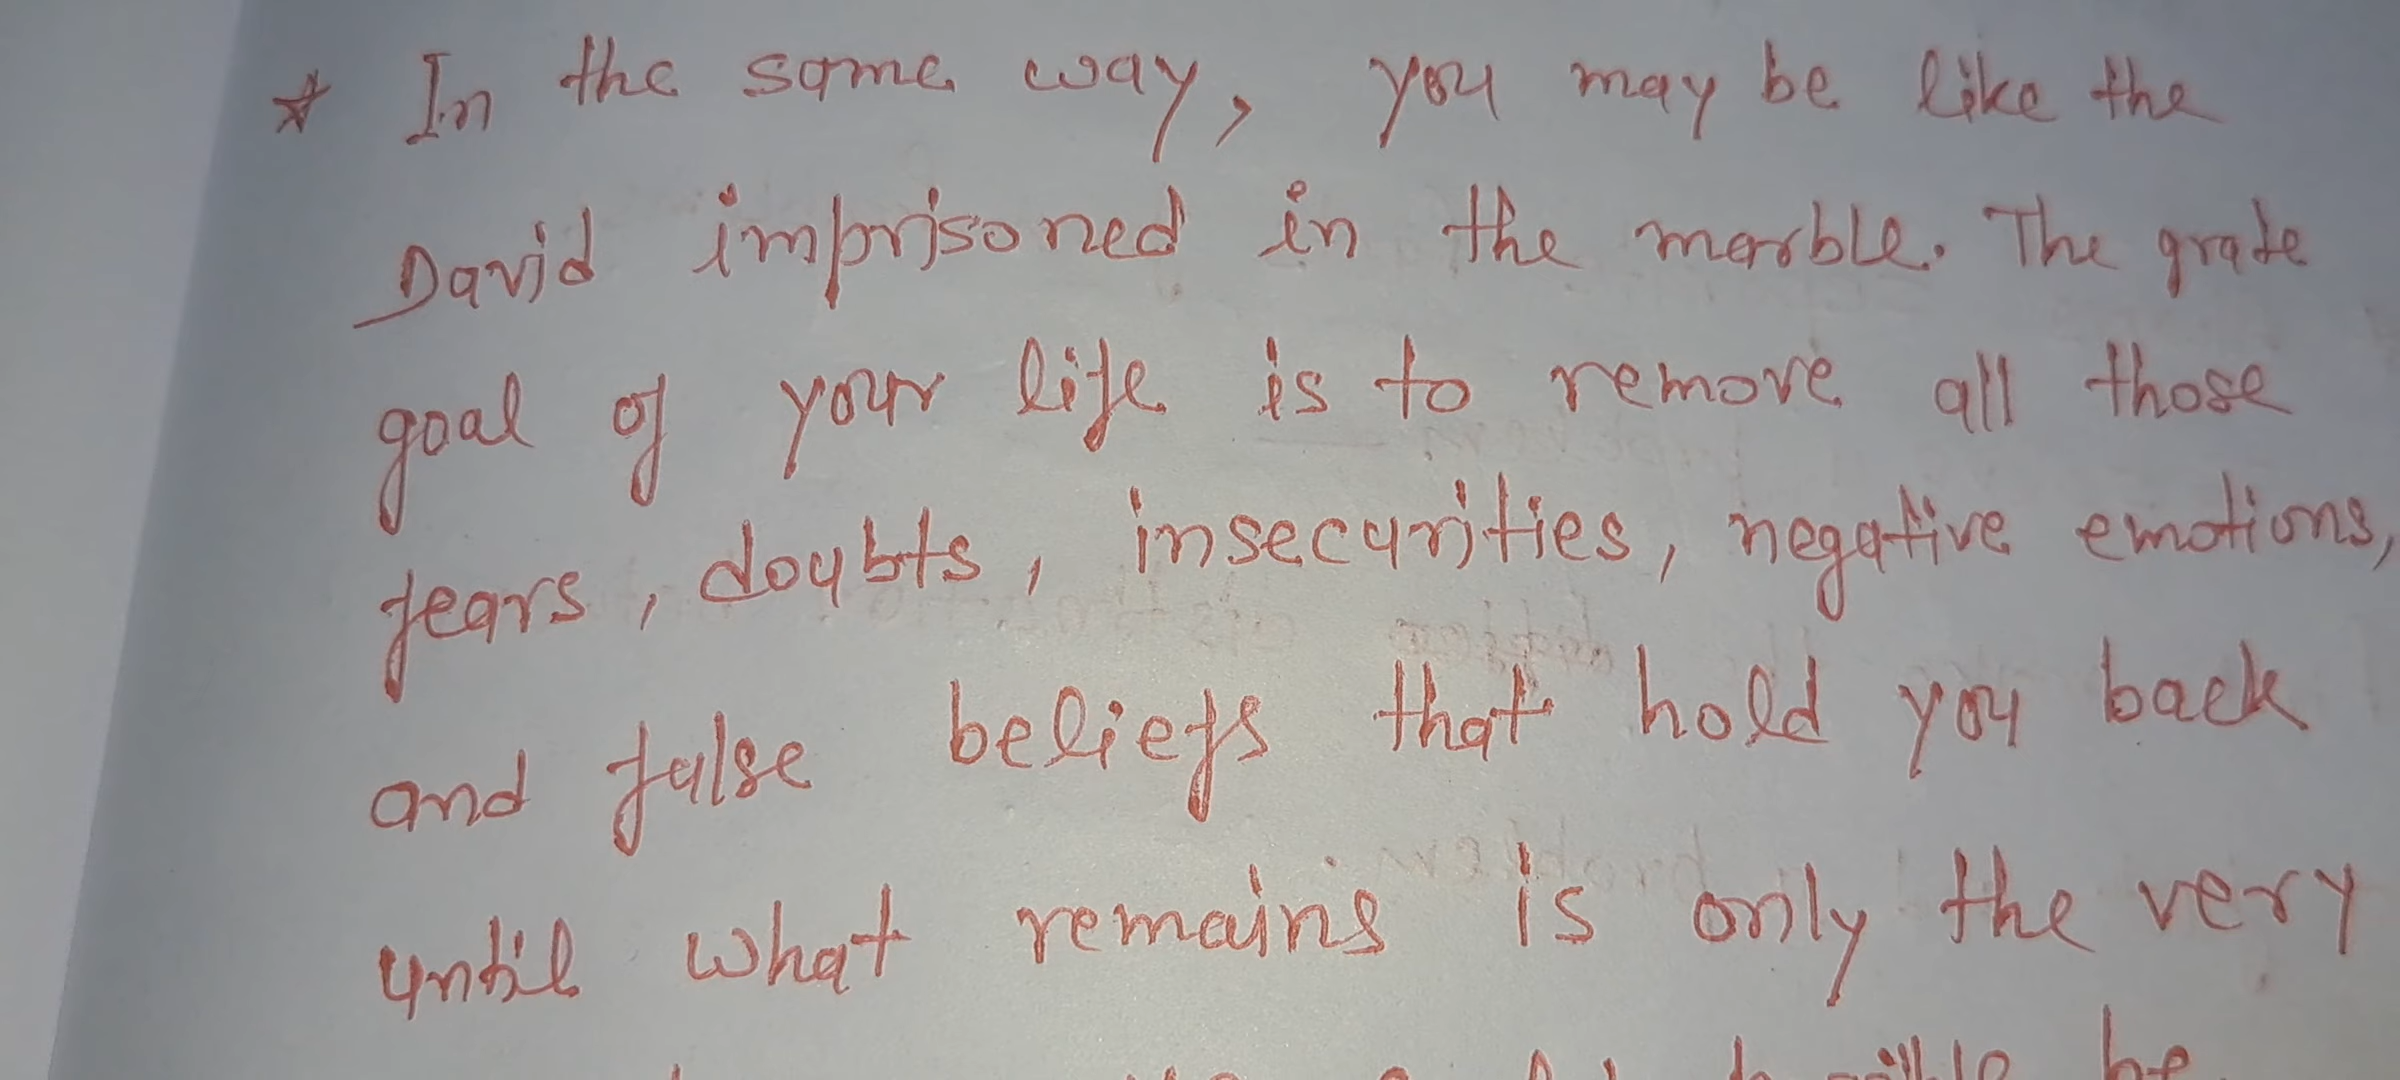 ☆ In the same way, you may be like the
David imprisoned in the marble. The grate
goal of your life is to remove all those
fears, doubts, insecurities, negative emotions,
and false beliefs that hold you back
until what remains is only the very
be